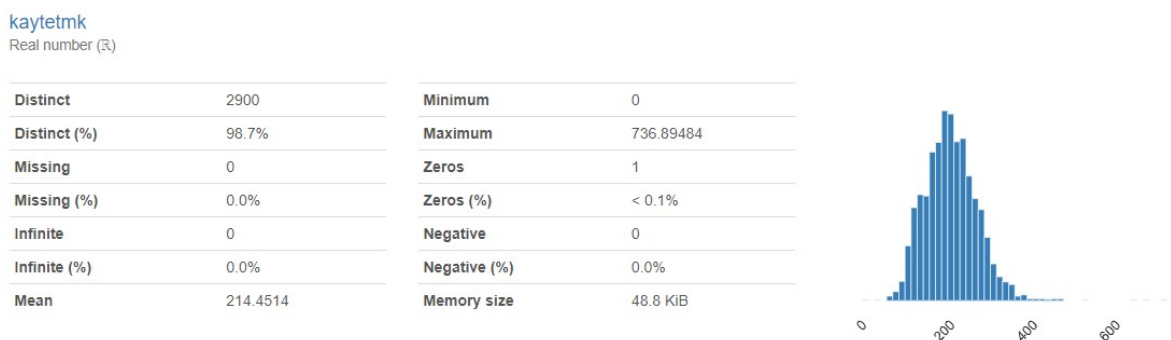 kaytetmk
Real number (ℝ)
Distinct 2900
Distinct (%) 98.7%
Missing 0
Missing (%) 0.0%
Infinite 0
Infinite (%) 0.0%
Mean 214.4514
Minimum 0
Maximum 736.89484
Zeros 1
Zeros (%) < 0.1%
Negative 0
Negative (%) 0.0%
Memory size 48.8 KiB
0 200 400 600